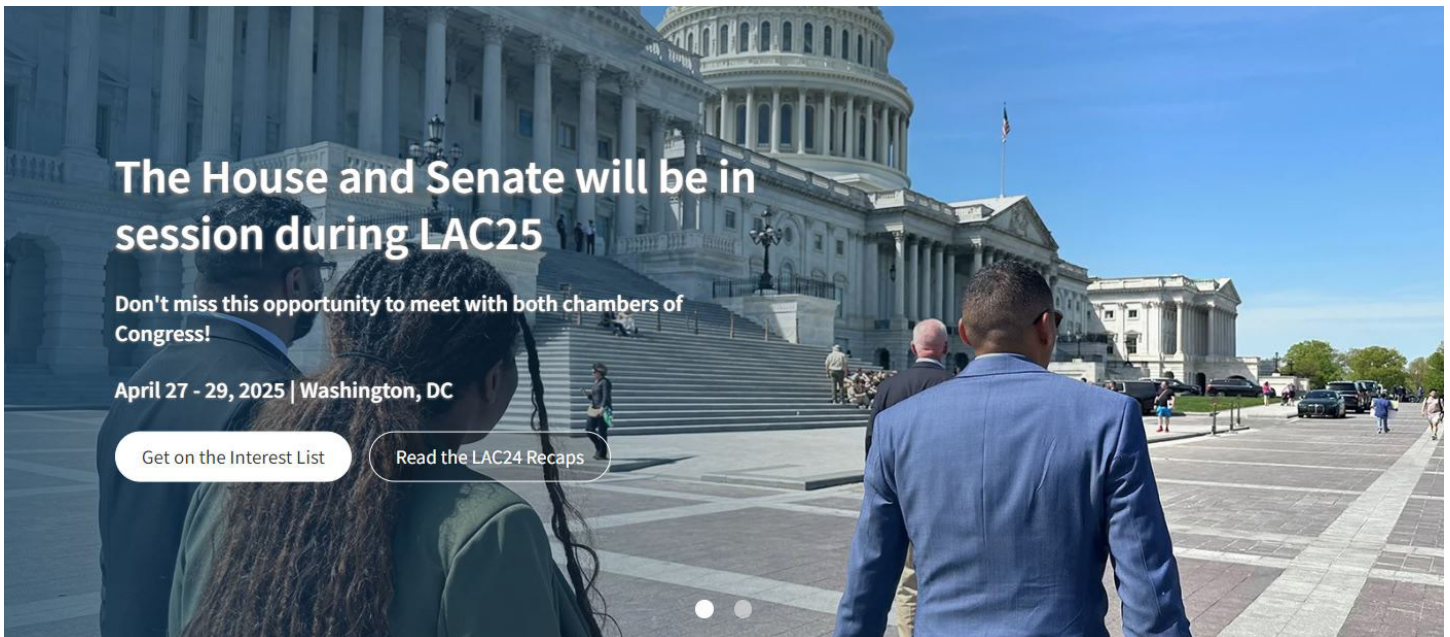 The House and Senate will be in
session during LAC25
Don't miss this opportunity to meet with both chambers of
Congress!
April 27 - 29, 2025 | Washington, DC
Get on the Interest List
Read the LAC24 Recaps